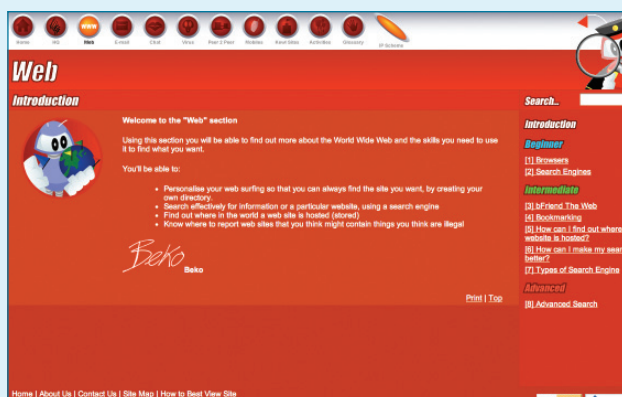 Home
HQ
Web
E-mail
Chat
Virus
Peer 2 Peer
Mobiles
Kewl Sites
Activities
Glossary
IP Scheme
www
Web
Introduction
Welcome to the "Web" section
Using this section you will be able to find out more about the World Wide Web and the skills you need to use
it to find what you want.
You'll be able to:
• Personalise your web surfing so that you can always find the site you want, by creating your
own directory.
• Search effectively for information or a particular website, using a search engine
• Find out where in the world a web site is hosted (stored)
• Know where to report web sites that you think might contain things you think are illegal
Beko
Beko
Print | Top
Search..
Introduction
Beginner
[1] Browsers
[2] Search Engines
Intermediate
[3] bFriend The Web
[4] Bookmarking
[5] How can I find out where
website is hosted?
[6] How can I make my sear
better?
[7] Types of Search Engine
Advanced
[8] Advanced Search
Home | About Us | Contact Us | Site Map | How to Best View Site